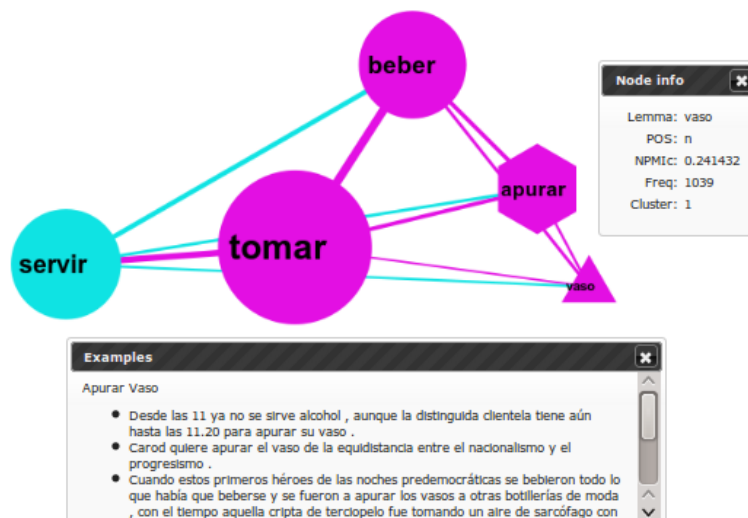 beber
Node info
Lemma: vaso
POS: n
NPMIc: 0.241432
Freq: 1039
Cluster: 1
apurar
tomar
servir
vaso
Examples
Apurar Vaso
Desde las 11 ya no se sirve alcohol , aunque la distinguida clientela tiene aún
hasta las 11.20 para apurar su vaso .
Carod quiere apurar el vaso de la equidistancia entre el nacionalismo y el
progresismo .
Cuando estos primeros héroes de las noches predemocráticas se bebieron todo lo
que había que beberse y se fueron a apurar los vasos a otras botillerías de moda
, con el tiempo aquella cripta de terciopelo fue tomando un aire de sarcófago con